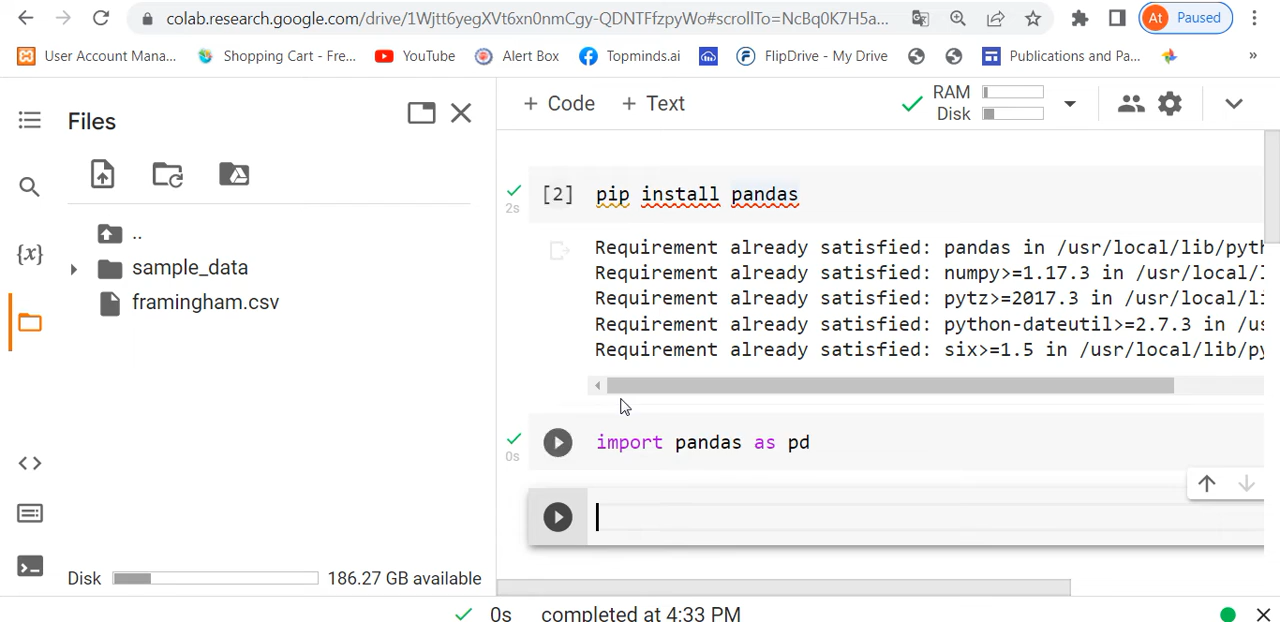 colab.research.google.com/drive/1Wjtt6yegXVt6xn0nmCgy-QDNTFfzpyWo#scrollTo=NcBq0K7H5a...
At Paused
User Account Mana...
Shopping Cart - Fre...
YouTube
Alert Box
Topminds.ai
FlipDrive - My Drive
Publications and Pa...
»
Files
+ Code + Text
RAM
Disk
{x}
..
sample_data
framingham.csv
<>
Disk 186.27 GB available
2s
[2] pip install pandas
Requirement already satisfied: pandas in /usr/local/lib/pyth
Requirement already satisfied: numpy>=1.17.3 in /usr/local/l
Requirement already satisfied: pytz>=2017.3 in /usr/local/li
Requirement already satisfied: python-dateutil>=2.7.3 in /us
Requirement already satisfied: six>=1.5 in /usr/local/lib/py
0s
import pandas as pd
0s completed at 4:33 PM